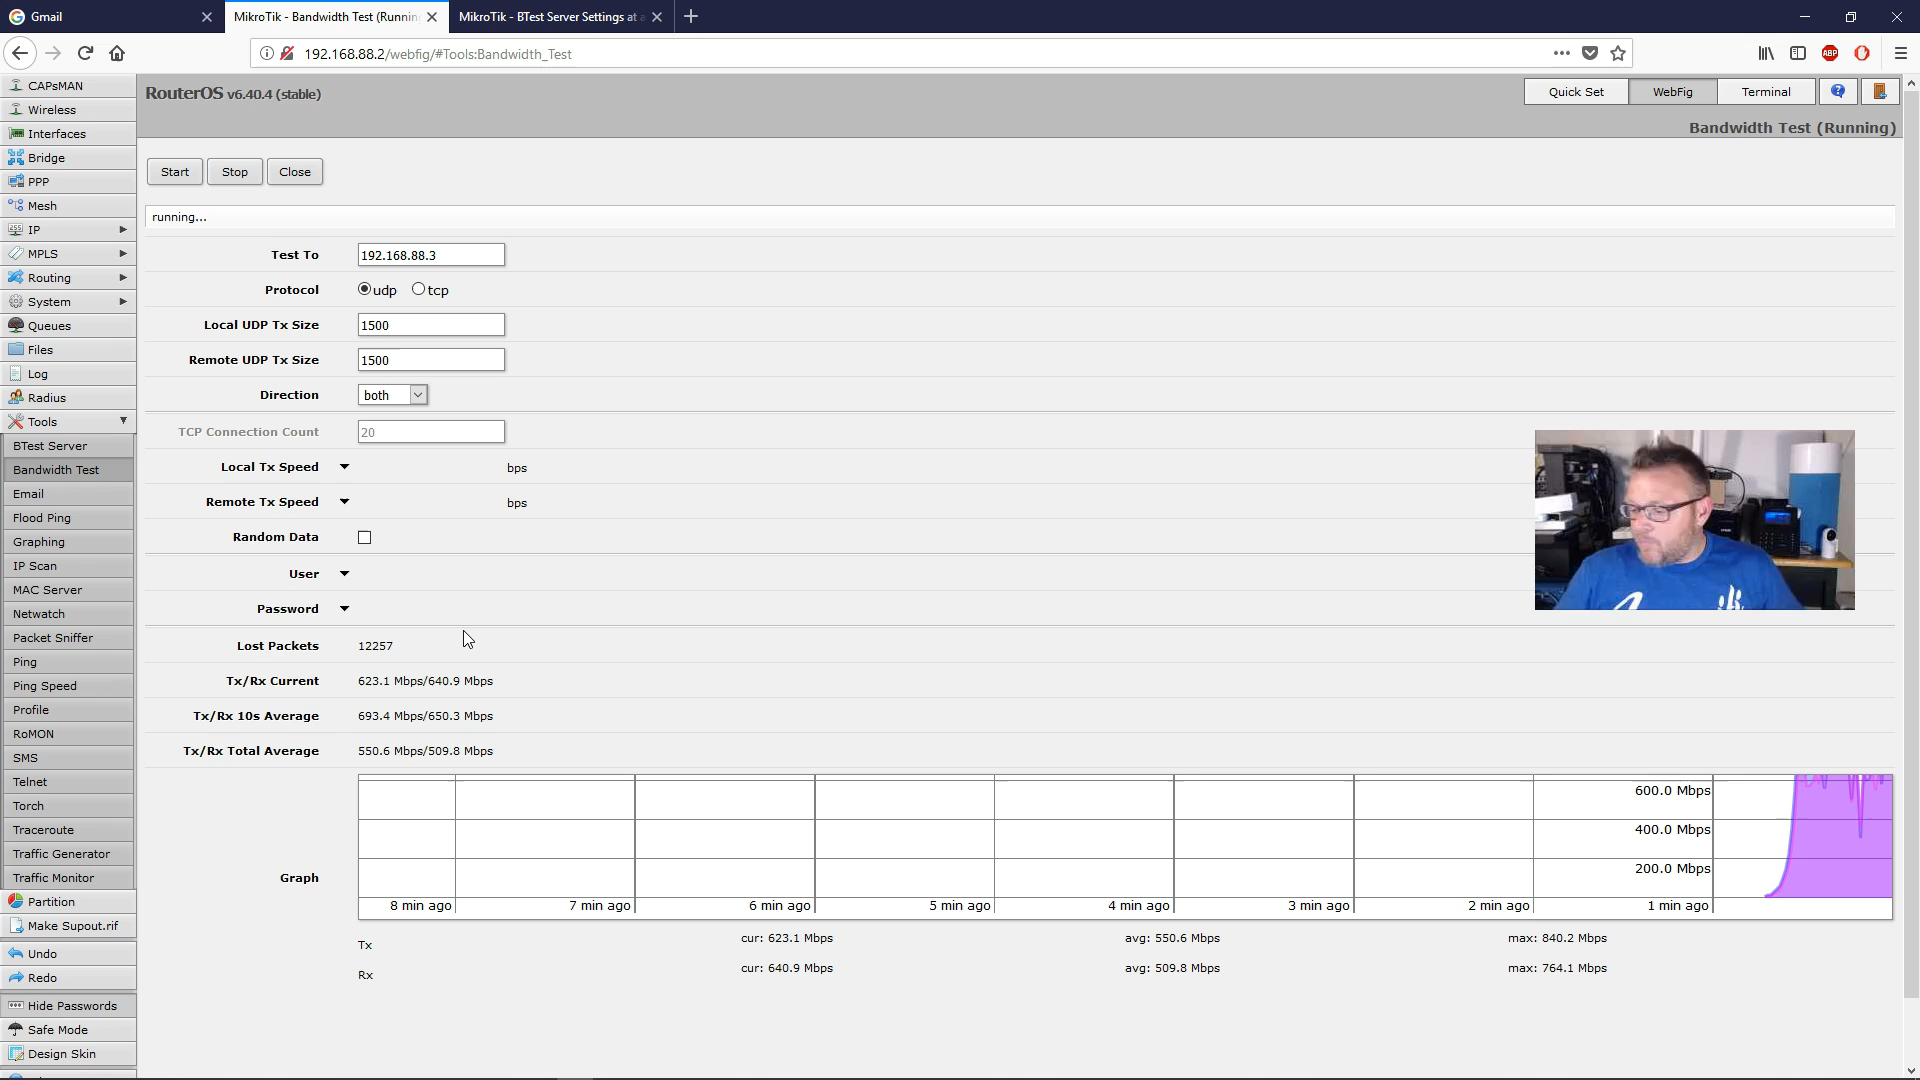 Gmail
MikroTik - Bandwidth Test (Runnin
MikroTik - BTest Server Settings at a
192.168.88.2/webfig/#Tools:Bandwidth_Test
ABP
CAPsMAN
Wireless
Interfaces
Bridge
PPP
Mesh
IP
MPLS
Routing
System
Queues
Files
Log
Radius
Tools
BTest Server
Bandwidth Test
Email
Flood Ping
Graphing
IP Scan
MAC Server
Netwatch
Packet Sniffer
Ping
Ping Speed
Profile
RoMON
SMS
Telnet
Torch
Traceroute
Traffic Generator
Traffic Monitor
Partition
Make Supout.rif
Undo
Redo
Hide Passwords
Safe Mode
Design Skin
RouterOS v6.40.4 (stable)
Quick Set WebFig Terminal
Bandwidth Test (Running)
Start Stop Close
running...
Test To 192.168.88.3
Protocol udp tcp
Local UDP Tx Size 1500
Remote UDP Tx Size 1500
Direction both
TCP Connection Count 20
Local Tx Speed bps
Remote Tx Speed bps
Random Data
User
Password
Lost Packets 12257
Tx/Rx Current 623.1 Mbps/640.9 Mbps
Tx/Rx 10s Average 693.4 Mbps/650.3 Mbps
Tx/Rx Total Average 550.6 Mbps/509.8 Mbps
Graph
600.0 Mbps
400.0 Mbps
200.0 Mbps
8 min ago 7 min ago 6 min ago 5 min ago 4 min ago 3 min ago 2 min ago 1 min ago
Tx cur: 623.1 Mbps avg: 550.6 Mbps max: 840.2 Mbps
Rx cur: 640.9 Mbps avg: 509.8 Mbps max: 764.1 Mbps